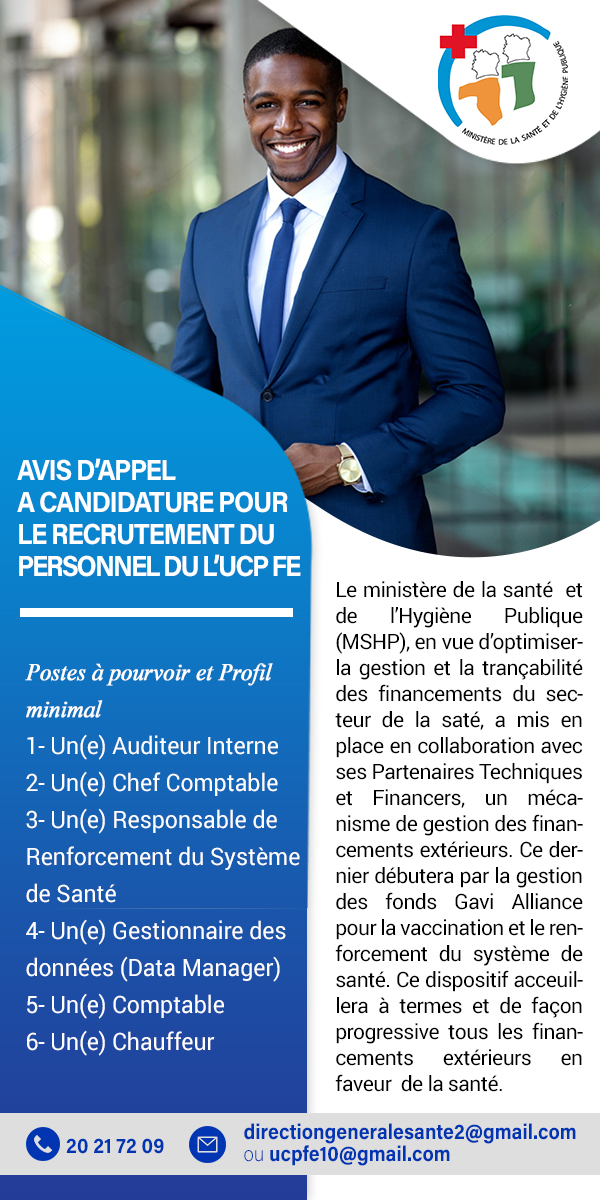 MINISTÈRE DE LA SANTÉ ET DE L'HYGIÈNE PUBLIQUE
AVIS D'APPEL
A CANDIDATURE POUR
LE RECRUTEMENT DU
PERSONNEL DU L'UCP FE
Postes à pourvoir et Profil
minimal
1- Un(e) Auditeur Interne
2- Un(e) Chef Comptable
3- Un(e) Responsable de
Renforcement du Système
de Santé
4- Un(e) Gestionnaire des
données (Data Manager)
5- Un(e) Comptable
6- Un(e) Chauffeur
Le ministère de la santé et
de l'Hygiène Publique
(MSHP), en vue d'optimiser-
la gestion et la trançabilité
des financements du sec-
teur de la saté, a mis en
place en collaboration avec
ses Partenaires Techniques
et Financers, un méca-
nisme de gestion des finan-
cements extérieurs. Ce der-
nier débutera par la gestion
des fonds Gavi Alliance
pour la vaccination et le ren-
forcement du système de
santé. Ce dispositif acceuil-
lera à termes et de façon
progressive tous les finan-
cements extérieurs en
faveur de la santé.
20 21 72 09
directiongeneralesante2@gmail.com
ou ucpfe10@gmail.com